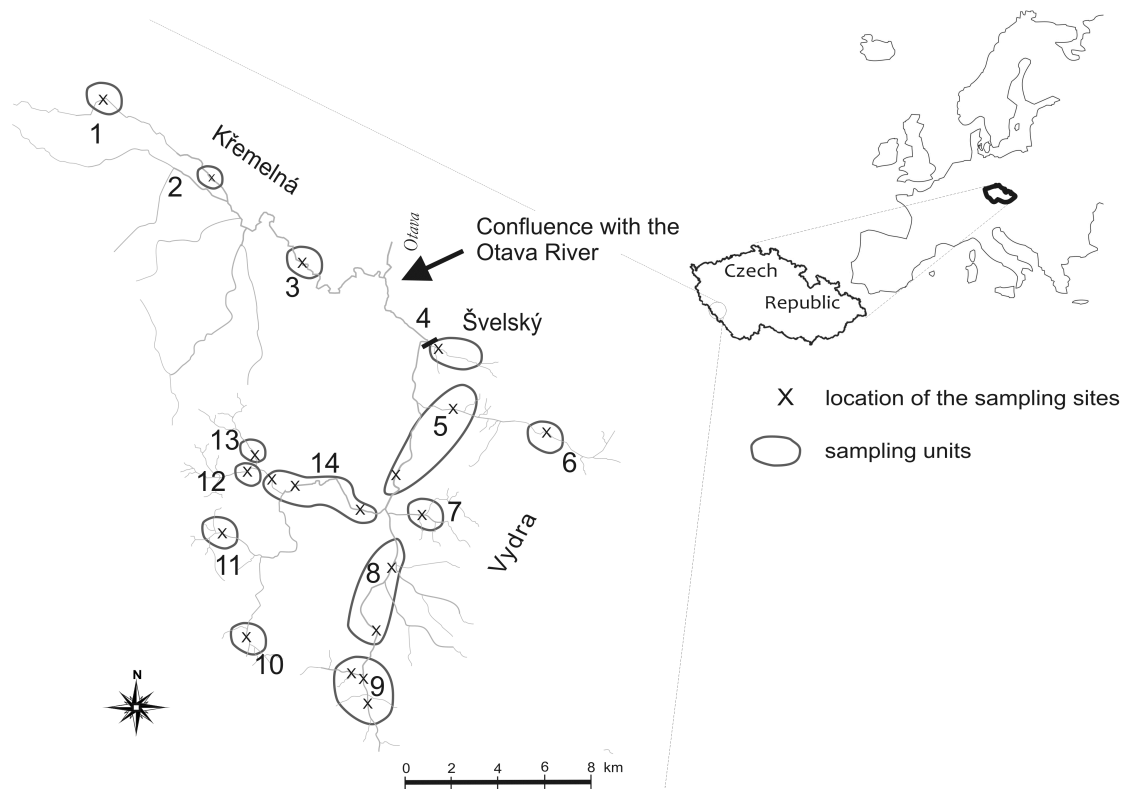 1
Křemelná
2
Otava
Confluence with the
Otava River
3
Czech
Republic
4
Švelský
X location of the sampling sites
5
13
6
sampling units
14
12
7
Vydra
11
8
10
9
N
0 2 4 6 8 km